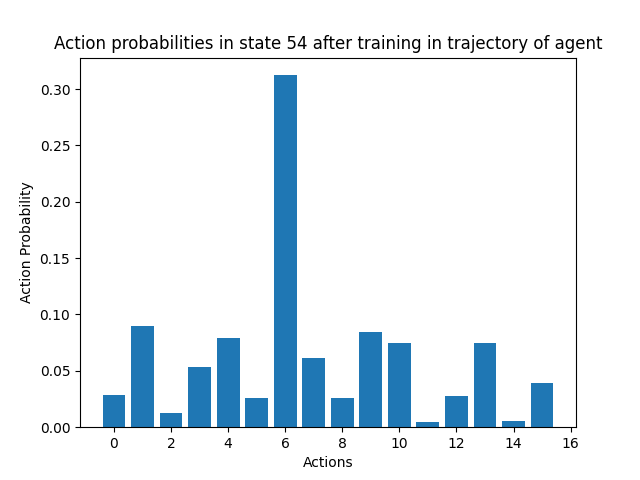 Action probabilities in state 54 after training in trajectory of agent
0.30
0.25
0.20
0.15
0.10
0.05
0.00
Action Probability
0 2 4 6 8 10 12 14 16
Actions